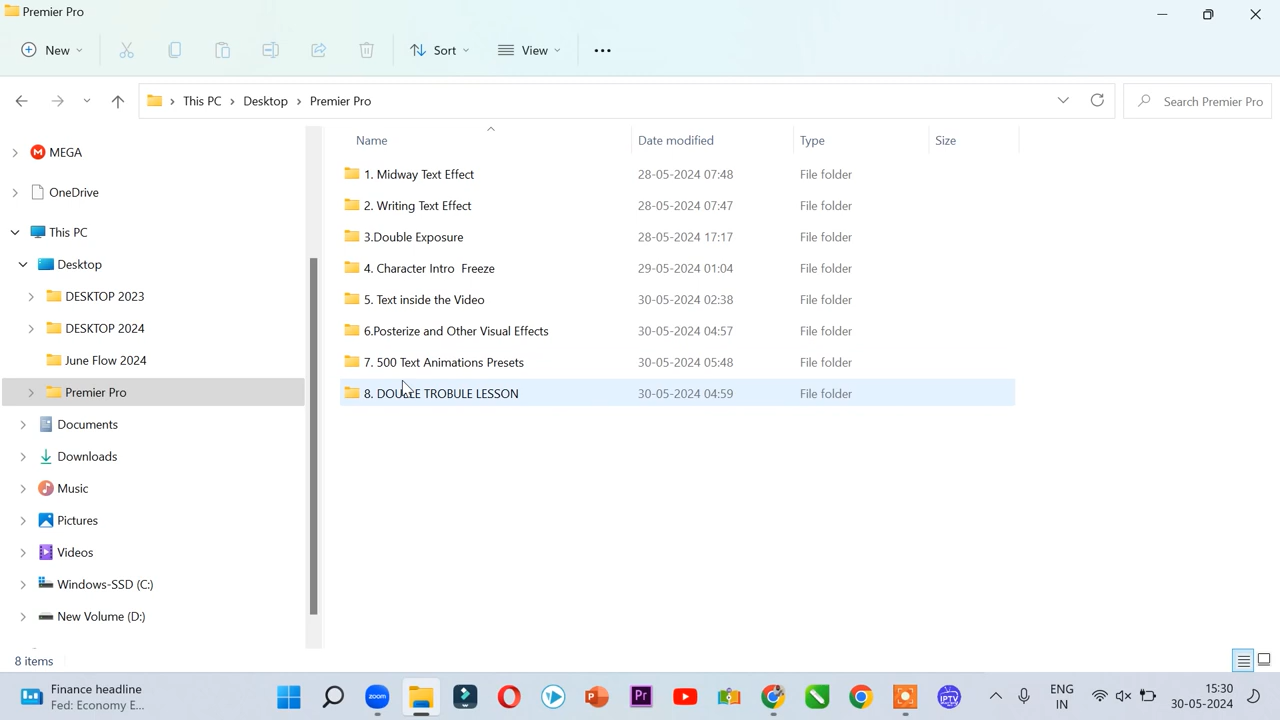 Premier Pro
New
Sort
View
This PC
Desktop
Premier Pro
Search Premier Pro
Name
Date modified
Type
Size
MEGA
OneDrive
This PC
Desktop
DESKTOP 2023
DESKTOP 2024
June Flow 2024
Premier Pro
Documents
Downloads
Music
Pictures
Videos
Windows-SSD (C:)
New Volume (D:)
1. Midway Text Effect 28-05-2024 07:48 File folder
2. Writing Text Effect 28-05-2024 07:47 File folder
3.Double Exposure 28-05-2024 17:17 File folder
4. Character Intro Freeze 29-05-2024 01:04 File folder
5. Text inside the Video 30-05-2024 02:38 File folder
6.Posterize and Other Visual Effects 30-05-2024 04:57 File folder
7. 500 Text Animations Presets 30-05-2024 05:48 File folder
8. DOUBLE TROBULE LESSON 30-05-2024 04:59 File folder
8 items
Finance headline
Fed: Economy E...
zoom
Pr
IPTV
ENG
IN
15:30
30-05-2024